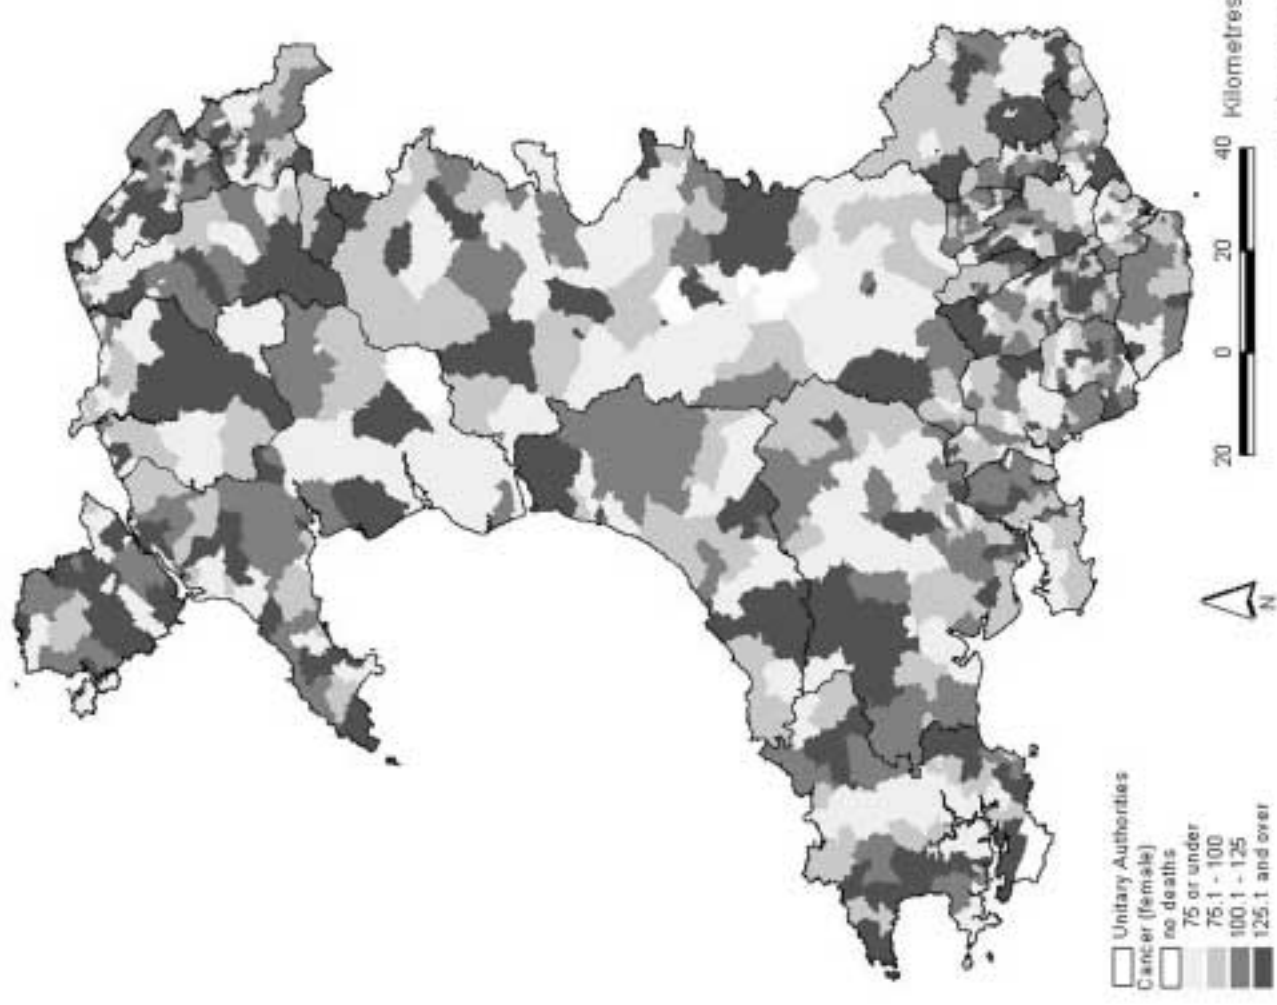 Unitary Authorities
Cancer (female)
no deaths
75 or under
75.1 - 100
100.1 - 125
125.1 and over
N
20 0 20 40 Kilometres